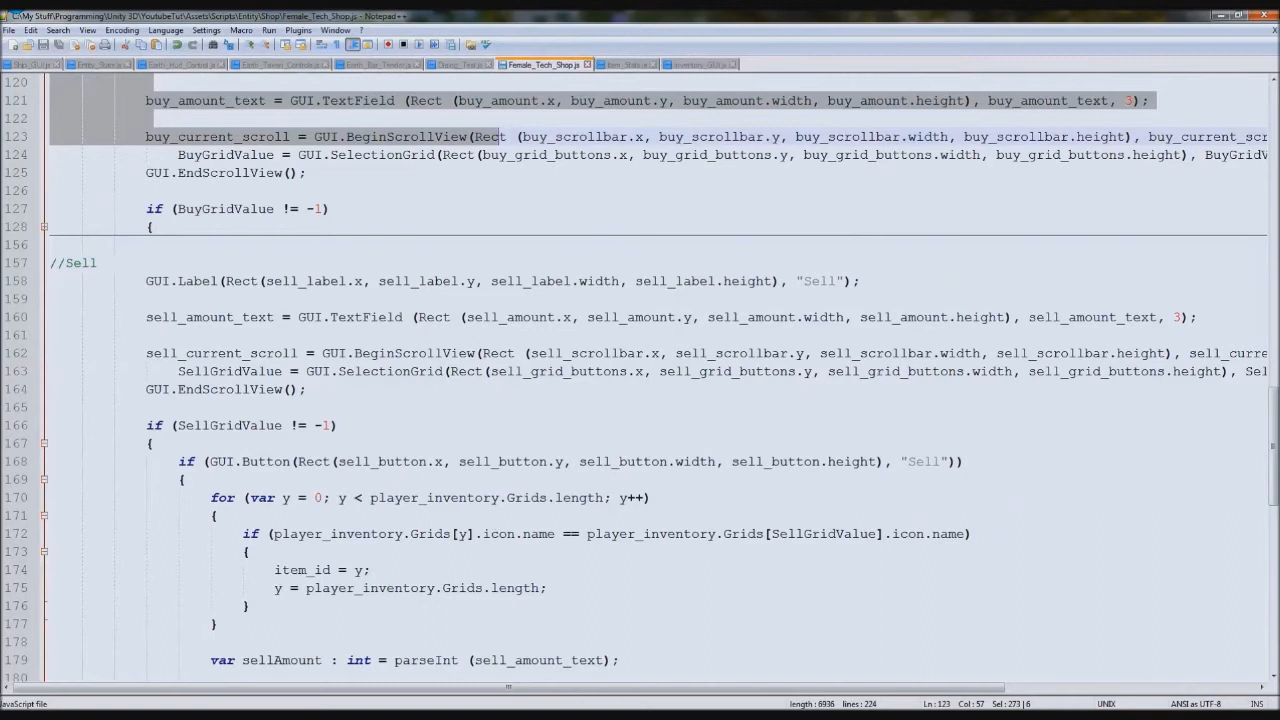 C:\My Stuff\Programming\Unity 3D\YoutubeTut\Assets\Scripts\Entity\Shop\Female_Tech_Shop.js - Notepad++
File Edit Search View Encoding Language Settings Macro Run Plugins Window ?
Ship_GUI.js Entity_Stats.js Earth_Hurt_Control.js Earth_Tavan_Controls.js Earth_Bar_Tender.js Dialog_Text.js Female_Tech_Shop.js Item_Stats.js Inventory_GUI.js
120
121 buy_amount_text = GUI.TextField (Rect (buy_amount.x, buy_amount.y, buy_amount.width, buy_amount.height), buy_amount_text, 3);
123 buy_current_scroll = GUI.BeginScrollView(Rect (buy_scrollbar.x, buy_scrollbar.y, buy_scrollbar.width, buy_scrollbar.height), buy_current_scr
124 BuyGridValue = GUI.SelectionGrid(Rect(buy_grid_buttons.x, buy_grid_buttons.y, buy_grid_buttons.width, buy_grid_buttons.height), BuyGridV
125 GUI.EndScrollView();
126
127 if (BuyGridValue != -1)
128 {
156
157 //Sell
158 GUI.Label(Rect(sell_label.x, sell_label.y, sell_label.width, sell_label.height), "Sell");
159
160 sell_amount_text = GUI.TextField (Rect (sell_amount.x, sell_amount.y, sell_amount.width, sell_amount.height), sell_amount_text, 3);
161
162 sell_current_scroll = GUI.BeginScrollView(Rect (sell_scrollbar.x, sell_scrollbar.y, sell_scrollbar.width, sell_scrollbar.height), sell_curre
163 SellGridValue = GUI.SelectionGrid(Rect(sell_grid_buttons.x, sell_grid_buttons.y, sell_grid_buttons.width, sell_grid_buttons.height), Sel
164 GUI.EndScrollView();
165
166 if (SellGridValue != -1)
167 {
168 if (GUI.Button(Rect(sell_button.x, sell_button.y, sell_button.width, sell_button.height), "Sell"))
169 {
170 for (var y = 0; y < player_inventory.Grids.length; y++)
171 {
172 if (player_inventory.Grids[y].icon.name == player_inventory.Grids[SellGridValue].icon.name)
173 {
174 item_id = y;
175 y = player_inventory.Grids.length;
176 }
177 }
178
179 var sellAmount : int = parseInt (sell_amount_text);
180
JavaScript file length : 6936 lines : 224 Ln : 123 Col : 57 Sel : 273 | 6 UNIX ANSI as UTF-8 INS